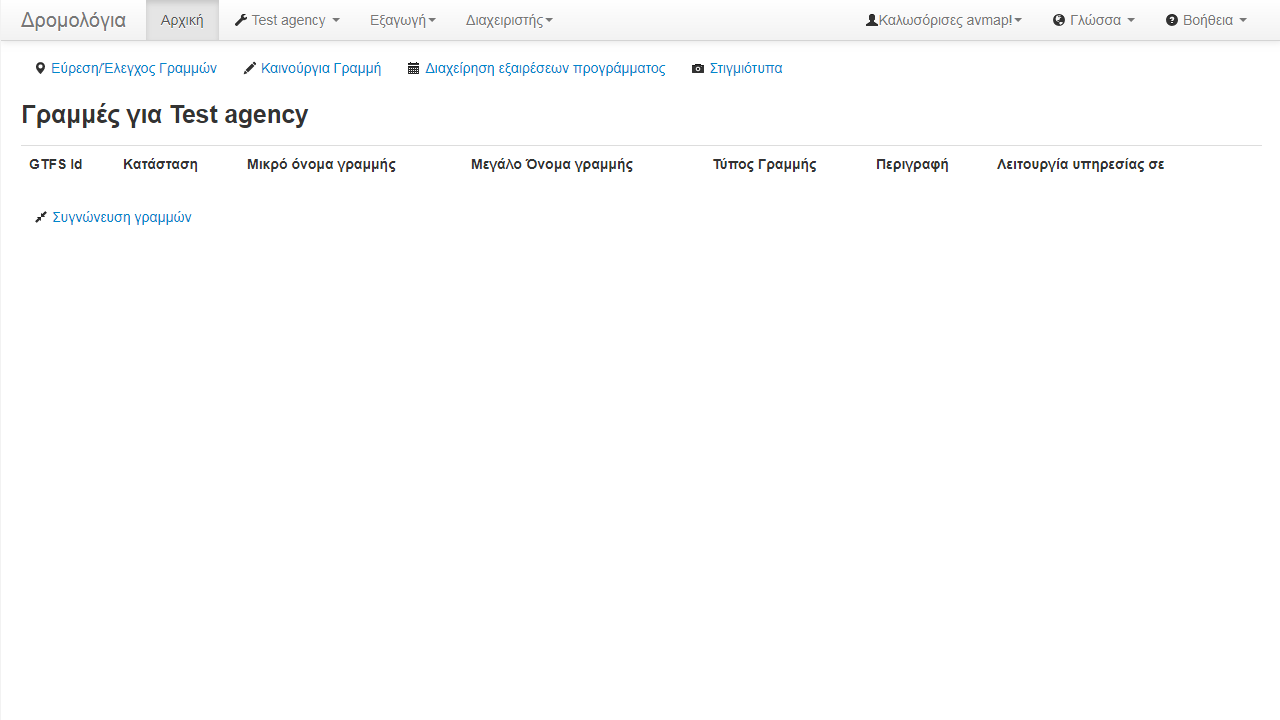 Δρομολόγια Αρχική Test agency Εξαγωγή Διαχειριστής Καλωσόρισες avmap! Γλώσσα Βοήθεια
Εύρεση/Έλεγχος Γραμμών Καινούργια Γραμμή Διαχείρηση εξαιρέσεων προγράμματος Στιγμιότυπα
Γραμμές για Test agency
GTFS Id Κατάσταση Μικρό όνομα γραμμής Μεγάλο Όνομα γραμμής Τύπος Γραμμής Περιγραφή Λειτουργία υπηρεσίας σε
Συγνώνευση γραμμών